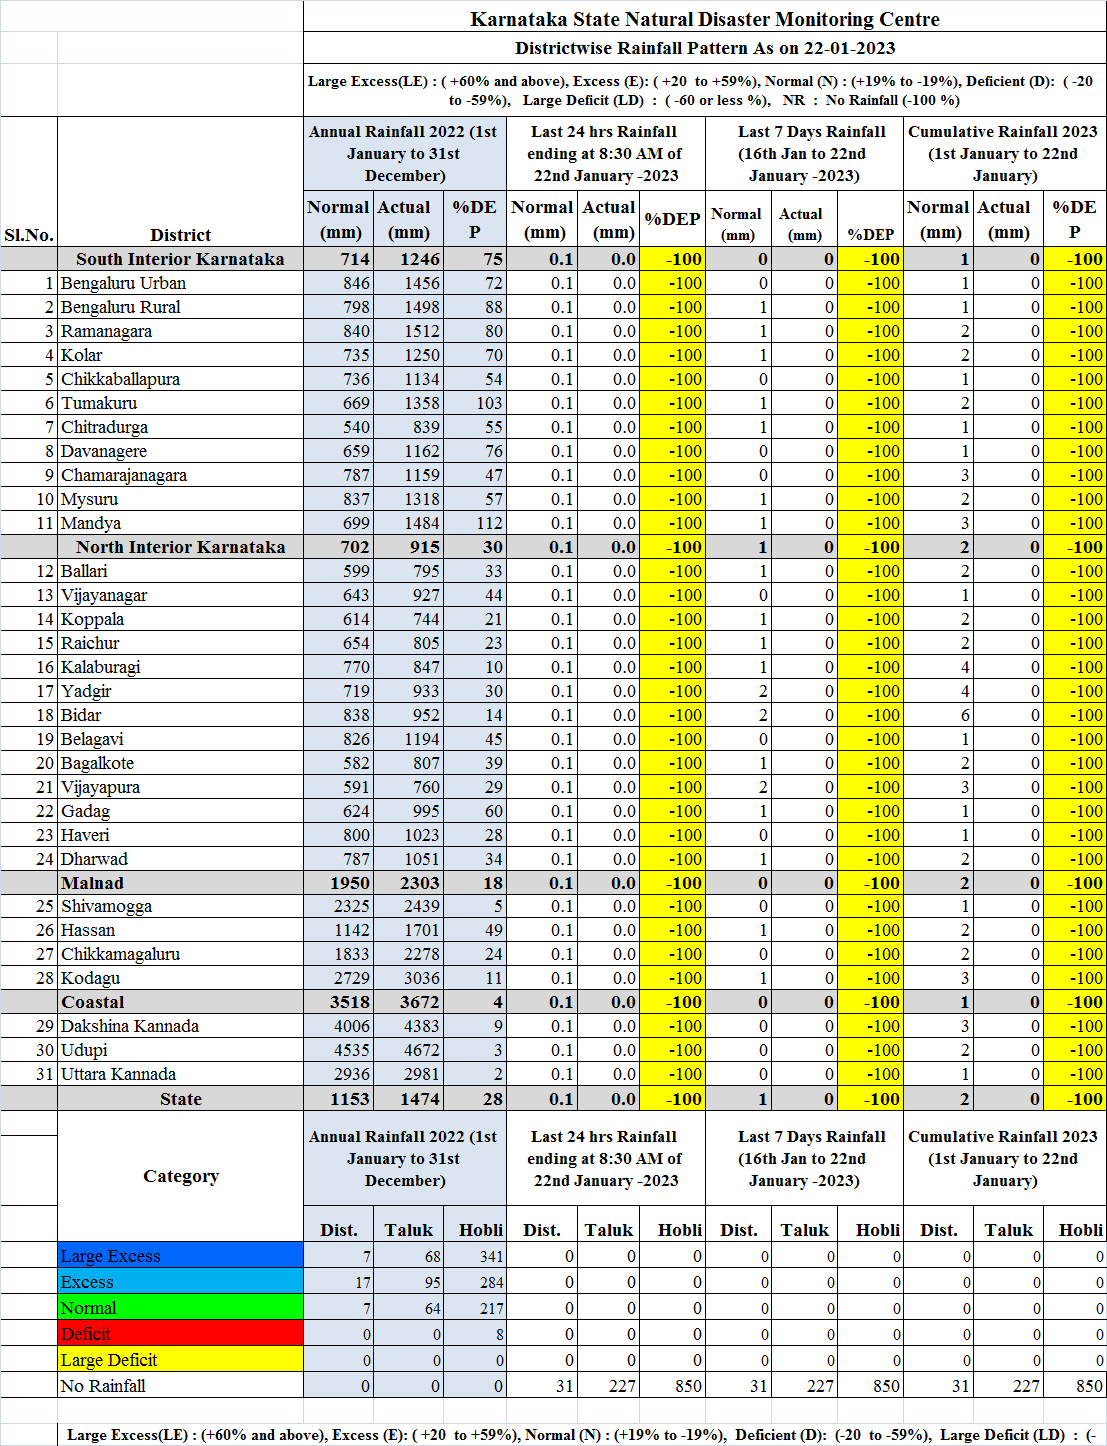 Karnataka State Natural Disaster Monitoring Centre
Districtwise Rainfall Pattern As on 22-01-2023
Large Excess(LE) : ( +60% and above), Excess (E): ( +20 to +59%), Normal (N) : (+19% to -19%), Deficient (D): ( -20
to -59%), Large Deficit (LD) : ( -60 or less %), NR : No Rainfall (-100 %)
Sl.No. District Annual Rainfall 2022 (1st January to 31st December) Last 24 hrs Rainfall ending at 8:30 AM of 22nd January -2023 Last 7 Days Rainfall (16th Jan to 22nd January -2023) Cumulative Rainfall 2023 (1st January to 22nd January)
Normal (mm) Actual (mm) %DE P Normal (mm) Actual (mm) %DEP Normal (mm) Actual (mm) %DEP Normal (mm) Actual (mm) %DE P
South Interior Karnataka 714 1246 75 0.1 0.0 -100 0 0 -100 1 0 -100
1 Bengaluru Urban 846 1456 72 0.1 0.0 -100 0 0 -100 1 0 -100
2 Bengaluru Rural 798 1498 88 0.1 0.0 -100 1 0 -100 1 0 -100
3 Ramanagara 840 1512 80 0.1 0.0 -100 1 0 -100 2 0 -100
4 Kolar 735 1250 70 0.1 0.0 -100 1 0 -100 2 0 -100
5 Chikkaballapura 736 1134 54 0.1 0.0 -100 0 0 -100 1 0 -100
6 Tumakuru 669 1358 103 0.1 0.0 -100 1 0 -100 2 0 -100
7 Chitradurga 540 839 55 0.1 0.0 -100 1 0 -100 1 0 -100
8 Davanagere 659 1162 76 0.1 0.0 -100 0 0 -100 1 0 -100
9 Chamarajanagara 787 1159 47 0.1 0.0 -100 0 0 -100 3 0 -100
10 Mysuru 837 1318 57 0.1 0.0 -100 1 0 -100 2 0 -100
11 Mandya 699 1484 112 0.1 0.0 -100 1 0 -100 3 0 -100
North Interior Karnataka 702 915 30 0.1 0.0 -100 1 0 -100 2 0 -100
12 Ballari 599 795 33 0.1 0.0 -100 1 0 -100 2 0 -100
13 Vijayanagar 643 927 44 0.1 0.0 -100 0 0 -100 1 0 -100
14 Koppala 614 744 21 0.1 0.0 -100 1 0 -100 2 0 -100
15 Raichur 654 805 23 0.1 0.0 -100 1 0 -100 2 0 -100
16 Kalaburagi 770 847 10 0.1 0.0 -100 1 0 -100 4 0 -100
17 Yadgir 719 933 30 0.1 0.0 -100 2 0 -100 4 0 -100
18 Bidar 838 952 14 0.1 0.0 -100 2 0 -100 6 0 -100
19 Belagavi 826 1194 45 0.1 0.0 -100 0 0 -100 1 0 -100
20 Bagalkote 582 807 39 0.1 0.0 -100 1 0 -100 2 0 -100
21 Vijayapura 591 760 29 0.1 0.0 -100 2 0 -100 3 0 -100
22 Gadag 624 995 60 0.1 0.0 -100 1 0 -100 1 0 -100
23 Haveri 800 1023 28 0.1 0.0 -100 0 0 -100 1 0 -100
24 Dharwad 787 1051 34 0.1 0.0 -100 1 0 -100 2 0 -100
Malnad 1950 2303 18 0.1 0.0 -100 0 0 -100 2 0 -100
25 Shivamogga 2325 2439 5 0.1 0.0 -100 0 0 -100 1 0 -100
26 Hassan 1142 1701 49 0.1 0.0 -100 1 0 -100 2 0 -100
27 Chikkamagaluru 1833 2278 24 0.1 0.0 -100 0 0 -100 2 0 -100
28 Kodagu 2729 3036 11 0.1 0.0 -100 1 0 -100 3 0 -100
Coastal 3518 3672 4 0.1 0.0 -100 0 0 -100 1 0 -100
29 Dakshina Kannada 4006 4383 9 0.1 0.0 -100 0 0 -100 3 0 -100
30 Udupi 4535 4672 3 0.1 0.0 -100 0 0 -100 2 0 -100
31 Uttara Kannada 2936 2981 2 0.1 0.0 -100 0 0 -100 1 0 -100
State 1153 1474 28 0.1 0.0 -100 1 0 -100 2 0 -100
Category Annual Rainfall 2022 (1st January to 31st December) Last 24 hrs Rainfall ending at 8:30 AM of 22nd January -2023 Last 7 Days Rainfall (16th Jan to 22nd January -2023) Cumulative Rainfall 2023 (1st January to 22nd January)
Dist. Taluk Hobli Dist. Taluk Hobli Dist. Taluk Hobli Dist. Taluk Hobli
Large Excess 7 68 341 0 0 0 0 0 0 0 0 0
Excess 17 95 284 0 0 0 0 0 0 0 0 0
Normal 7 64 217 0 0 0 0 0 0 0 0 0
Deficit 0 0 8 0 0 0 0 0 0 0 0 0
Large Deficit 0 0 0 0 0 0 0 0 0 0 0 0
No Rainfall 0 0 0 31 227 850 31 227 850 31 227 850
Large Excess(LE) : (+60% and above), Excess (E): ( +20 to +59%), Normal (N) : (+19% to -19%), Deficient (D): (-20 to -59%), Large Deficit (LD) : (-